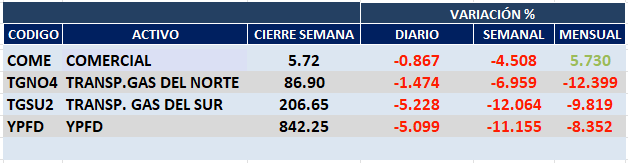 VARIACIÓN %
CODIGO ACTIVO CIERRE SEMANA DIARIO SEMANAL MENSUAL
COME COMERCIAL 5.72 -0.867 -4.508 5.730
TGNO4 TRANSP.GAS DEL NORTE 86.90 -1.474 -6.959 -12.399
TGSU2 TRANSP. GAS DEL SUR 206.65 -5.228 -12.064 -9.819
YPFD YPFD 842.25 -5.099 -11.155 -8.352